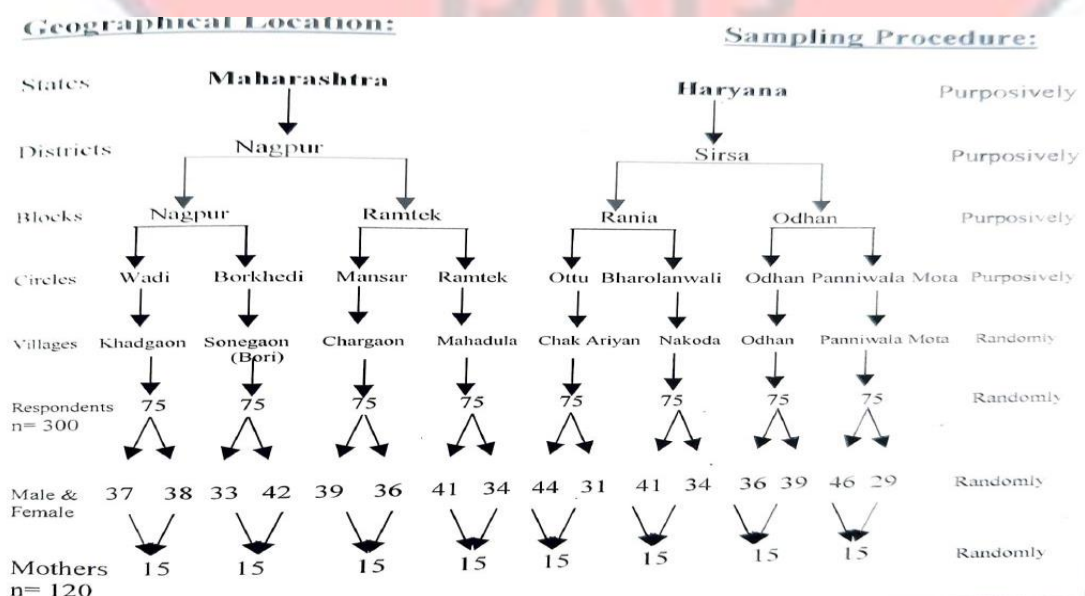 Geographical Location:
Sampling Procedure:
States Maharashtra Haryana Purposively
Districts Nagpur Sirsa Purposively
Blocks Nagpur Ramtek Rania Odhan Purposively
Circles Wadi Borkhedi Mansar Ramtek Ottu Bharolanwali Odhan Panniwala Mota Purposively
Villages Khadgaon Sonegaon Chargaon Mahadula Chak Ariyan Nakoda Odhan Panniwala Mota Randomly
(Bori)
Respondents 75 75 75 75 75 75 75 75 Randomly
n= 300
Male & 37 38 33 42 39 36 41 34 44 31 41 34 36 39 46 29 Randomly
Female
Mothers 15 15 15 15 15 15 15 15 Randomly
n= 120